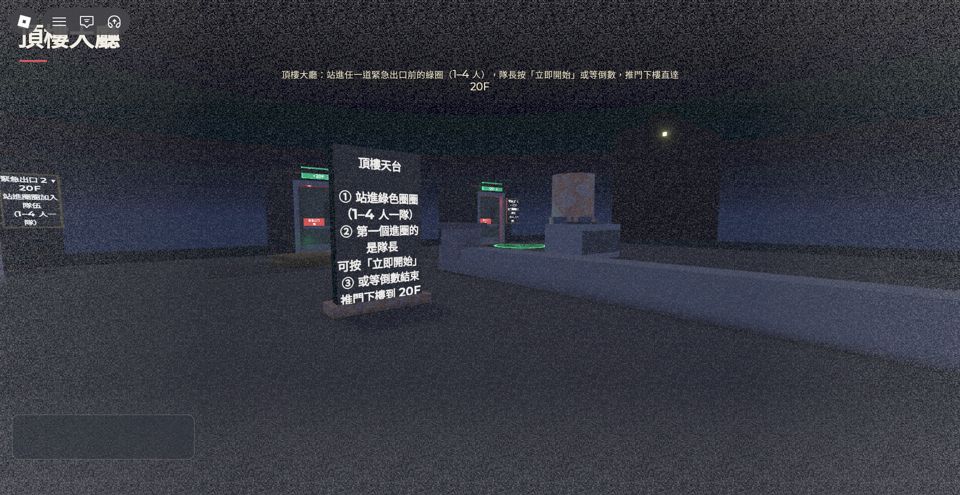 頂樓大廳
頂樓大廳：站進任一道緊急出口前的綠圈（1–4 人），隊長按「立即開始」或等倒數，推門下樓直達
20F
緊急出口 2
20F
站進圈圈加入
隊伍
（1–4 人一
隊）
頂樓天台
① 站進綠色圈圈
（1–4 人一隊）
② 第一個進圈的
是隊長
可按「立即開始」
③ 或等倒數結束
推門下樓到 20F